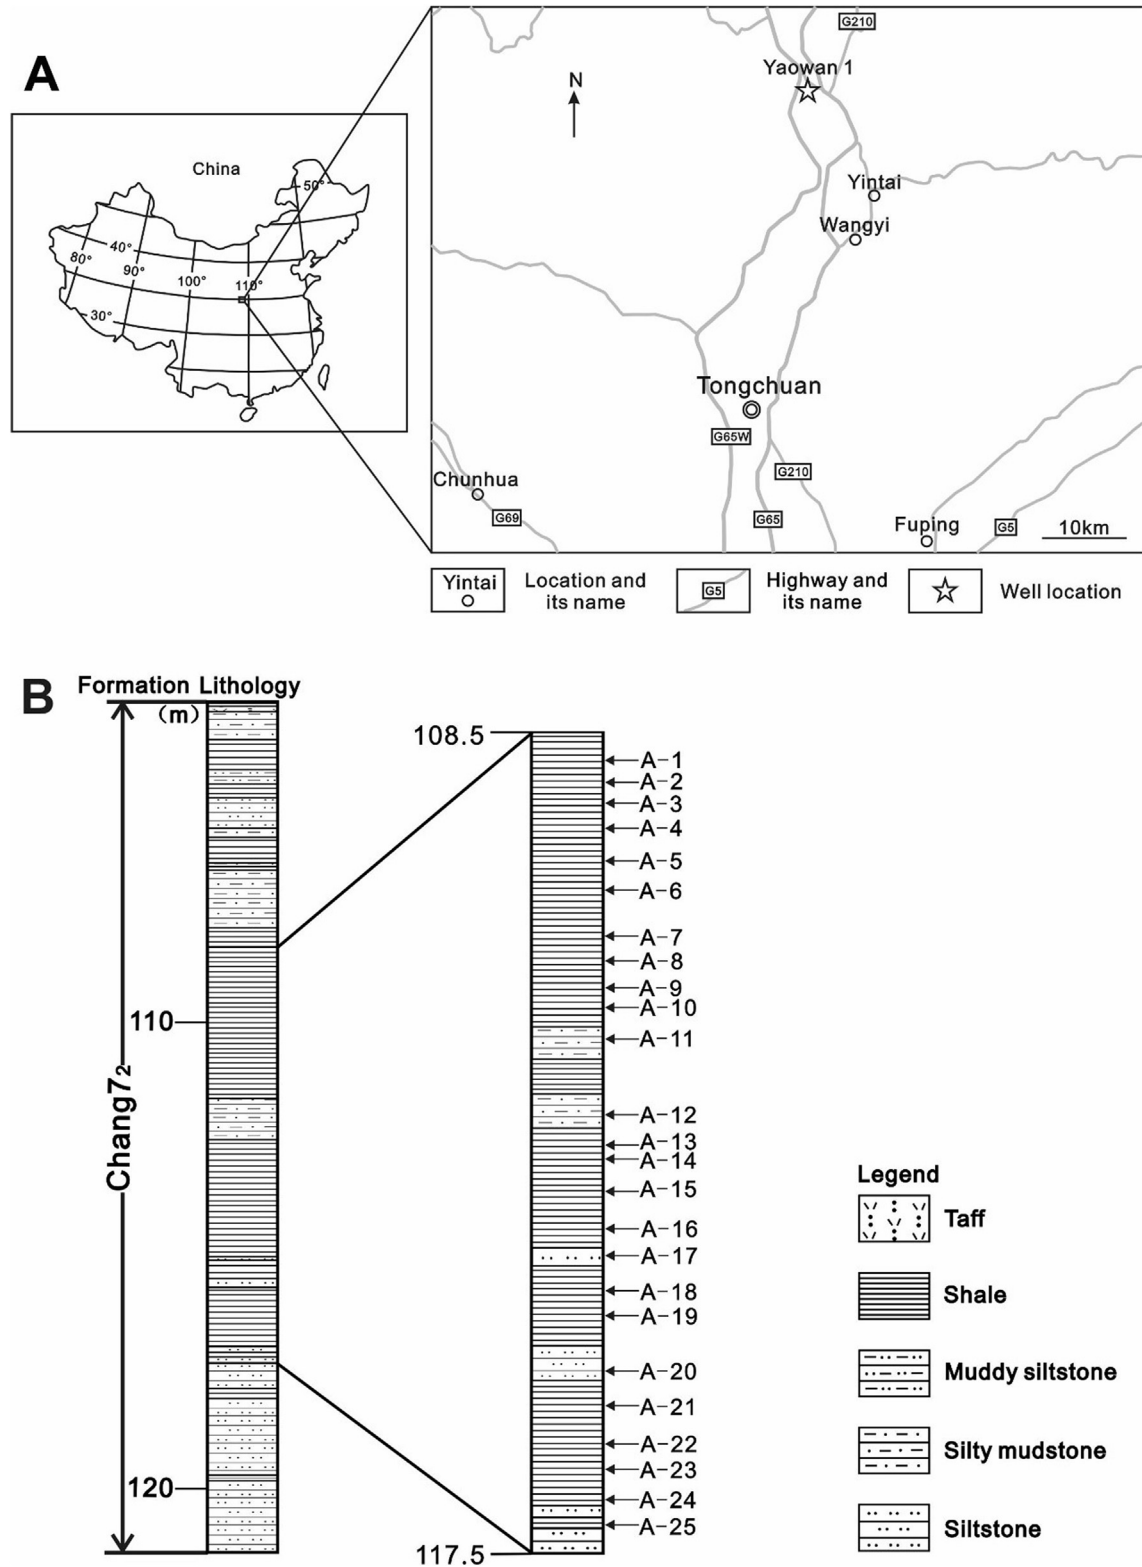 A
China
50°
40°
80°
90°
100°
110°
30°
N
G210
Yaowan 1
Yintai
Wangyi
Tongchuan
G65W
G210
Chunhua
G69
G65
Fuping
G5
10km
Yintai
Location and its name
G5
Highway and its name
Well location
B
Formation Lithology
(m)
108.5
A-1
A-2
A-3
A-4
A-5
A-6
A-7
A-8
A-9
A-10
110
A-11
Chang7₂
A-12
A-13
A-14
A-15
A-16
A-17
A-18
A-19
A-20
A-21
A-22
A-23
120
A-24
A-25
117.5
Legend
Taff
Shale
Muddy siltstone
Silty mudstone
Siltstone